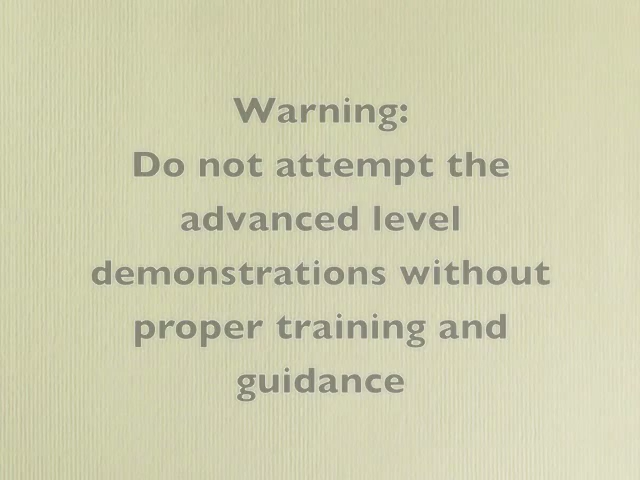 Warning:
Do not attempt the
advanced level
demonstrations without
proper training and
guidance